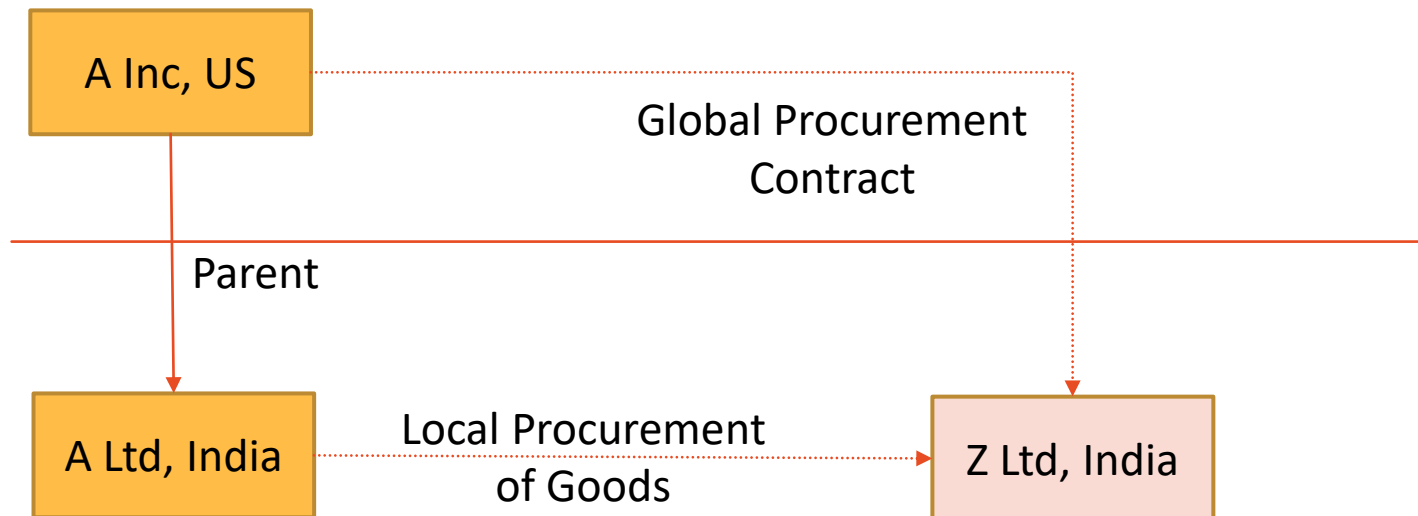 A Inc, US
Global Procurement
Contract
Parent
A Ltd, India
Local Procurement
of Goods
Z Ltd, India